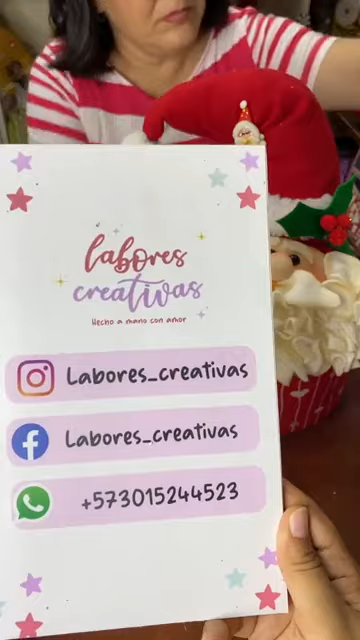 labores
creativas
Hecho a mano con amor
Labores_creativas
Labores_creativas
+573015244523